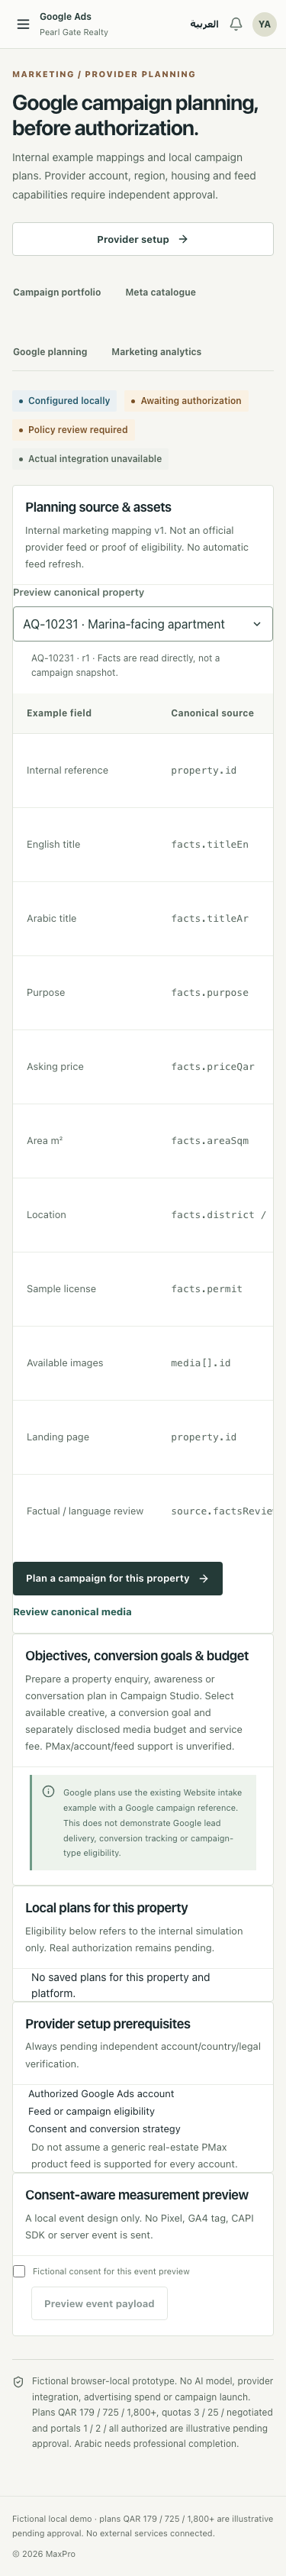 Google Ads
Pearl Gate Realty
العربية
YA
MARKETING / PROVIDER PLANNING
Google campaign planning,
before authorization.
Internal example mappings and local campaign
plans. Provider account, region, housing and feed
capabilities require independent approval.
Provider setup
Campaign portfolio
Meta catalogue
Google planning
Marketing analytics
Configured locally
Awaiting authorization
Policy review required
Actual integration unavailable
Planning source & assets
Internal marketing mapping v1. Not an official
provider feed or proof of eligibility. No automatic
feed refresh.
Preview canonical property
AQ-10231 · Marina-facing apartment
AQ-10231 · r1 · Facts are read directly, not a
campaign snapshot.
Example field Canonical source
Internal reference property.id
English title facts.titleEn
Arabic title facts.titleAr
Purpose facts.purpose
Asking price facts.priceQar
Area m² facts.areaSqm
Location facts.district /
Sample license facts.permit
Available images media[].id
Landing page property.id
Factual / language review source.factsRevie
Plan a campaign for this property
Review canonical media
Objectives, conversion goals & budget
Prepare a property enquiry, awareness or
conversation plan in Campaign Studio. Select
available creative, a conversion goal and
separately disclosed media budget and service
fee. PMax/account/feed support is unverified.
Google plans use the existing Website intake
example with a Google campaign reference.
This does not demonstrate Google lead
delivery, conversion tracking or campaign-
type eligibility.
Local plans for this property
Eligibility below refers to the internal simulation
only. Real authorization remains pending.
No saved plans for this property and
platform.
Provider setup prerequisites
Always pending independent account/country/legal
verification.
Authorized Google Ads account
Feed or campaign eligibility
Consent and conversion strategy
Do not assume a generic real-estate PMax
product feed is supported for every account.
Consent-aware measurement preview
A local event design only. No Pixel, GA4 tag, CAPI
SDK or server event is sent.
Fictional consent for this event preview
Preview event payload
Fictional browser-local prototype. No AI model, provider
integration, advertising spend or campaign launch.
Plans QAR 179 / 725 / 1,800+, quotas 3 / 25 / negotiated
and portals 1 / 2 / all authorized are illustrative pending
approval. Arabic needs professional completion.
Fictional local demo · plans QAR 179 / 725 / 1,800+ are illustrative
pending approval. No external services connected.
© 2026 MaxPro